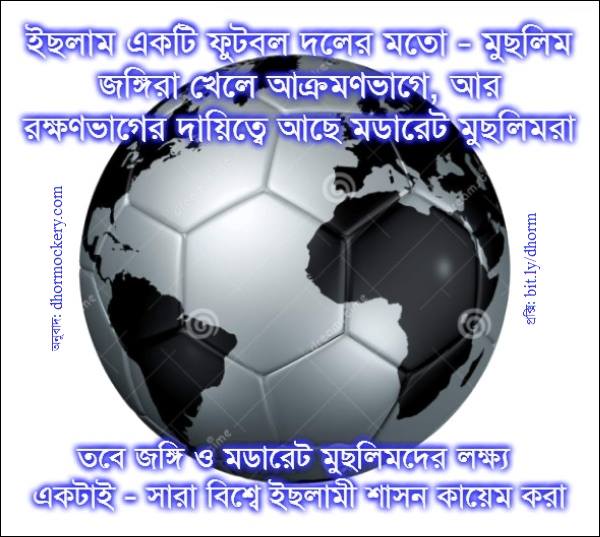 ইছলাম একটি ফুটবল দলের মতো - মুছলিম
জঙ্গিরা খেলে আক্রমণভাগে, আর
রক্ষণভাগের দায়িত্বে আছে মডারেট মুছলিমরা
অনুবাদ: dhormockery.com
প্রক্সি: bit.ly/dhorm
তবে জঙ্গি ও মডারেট মুছলিমদের লক্ষ্য
একটাই - সারা বিশ্বে ইছলামী শাসন কায়েম করা